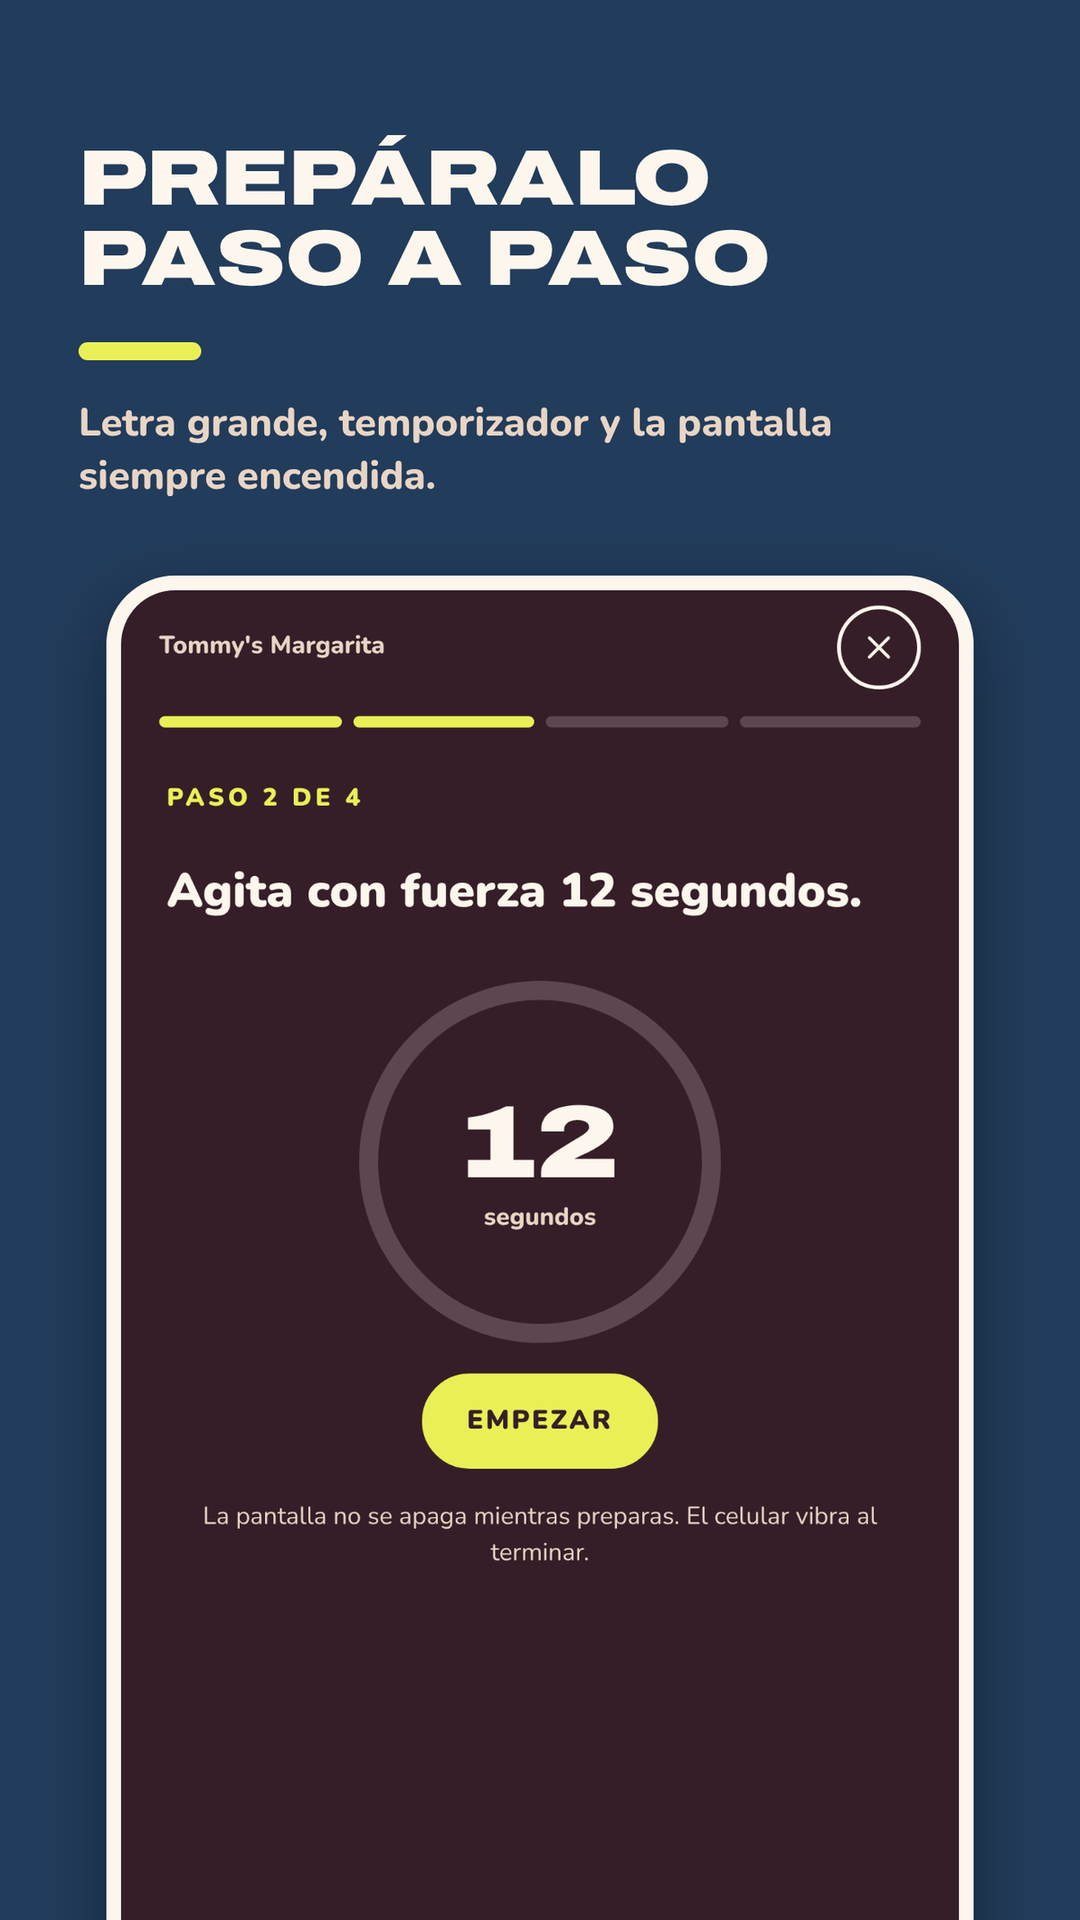 PREPÁRALO
PASO A PASO
Letra grande, temporizador y la pantalla
siempre encendida.
Tommy's Margarita
PASO 2 DE 4
Agita con fuerza 12 segundos.
12
segundos
EMPEZAR
La pantalla no se apaga mientras preparas. El celular vibra al
terminar.